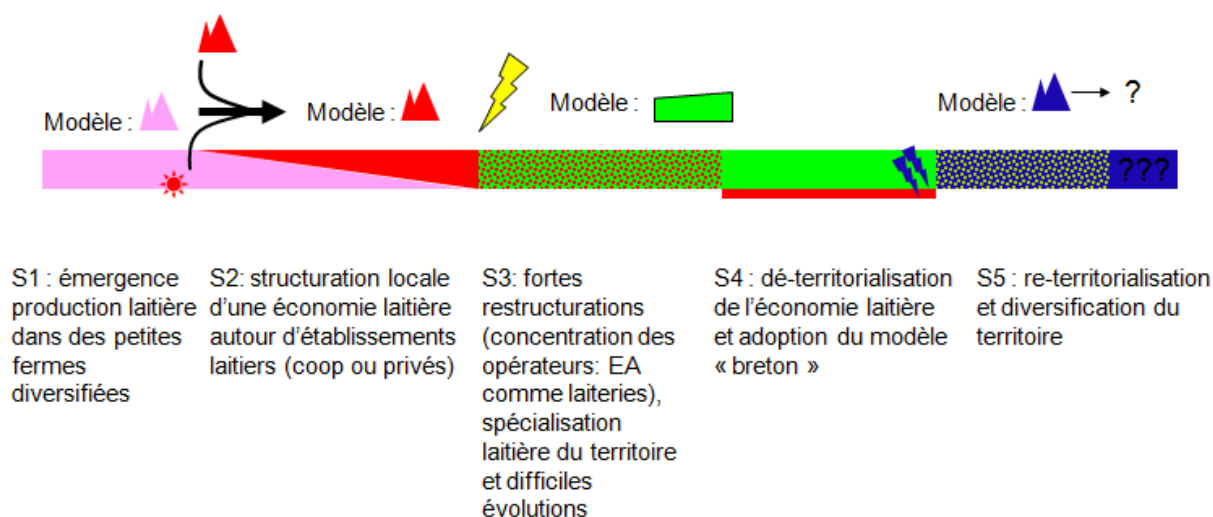 Modèle :
Modèle :
Modèle :
Modèle :
?
???
S1 : émergence
production laitière
dans des petites
fermes
diversifiées
S2: structuration locale
d'une économie laitière
autour d'établissements
laitiers (coop ou privés)
S3: fortes
restructurations
(concentration des
opérateurs: EA
comme laiteries),
spécialisation
laitière du territoire
et difficiles
évolutions
S4 : dé-territorialisation
de l'économie laitière
et adoption du modèle
« breton »
S5 : re-territorialisation
et diversification du
territoire